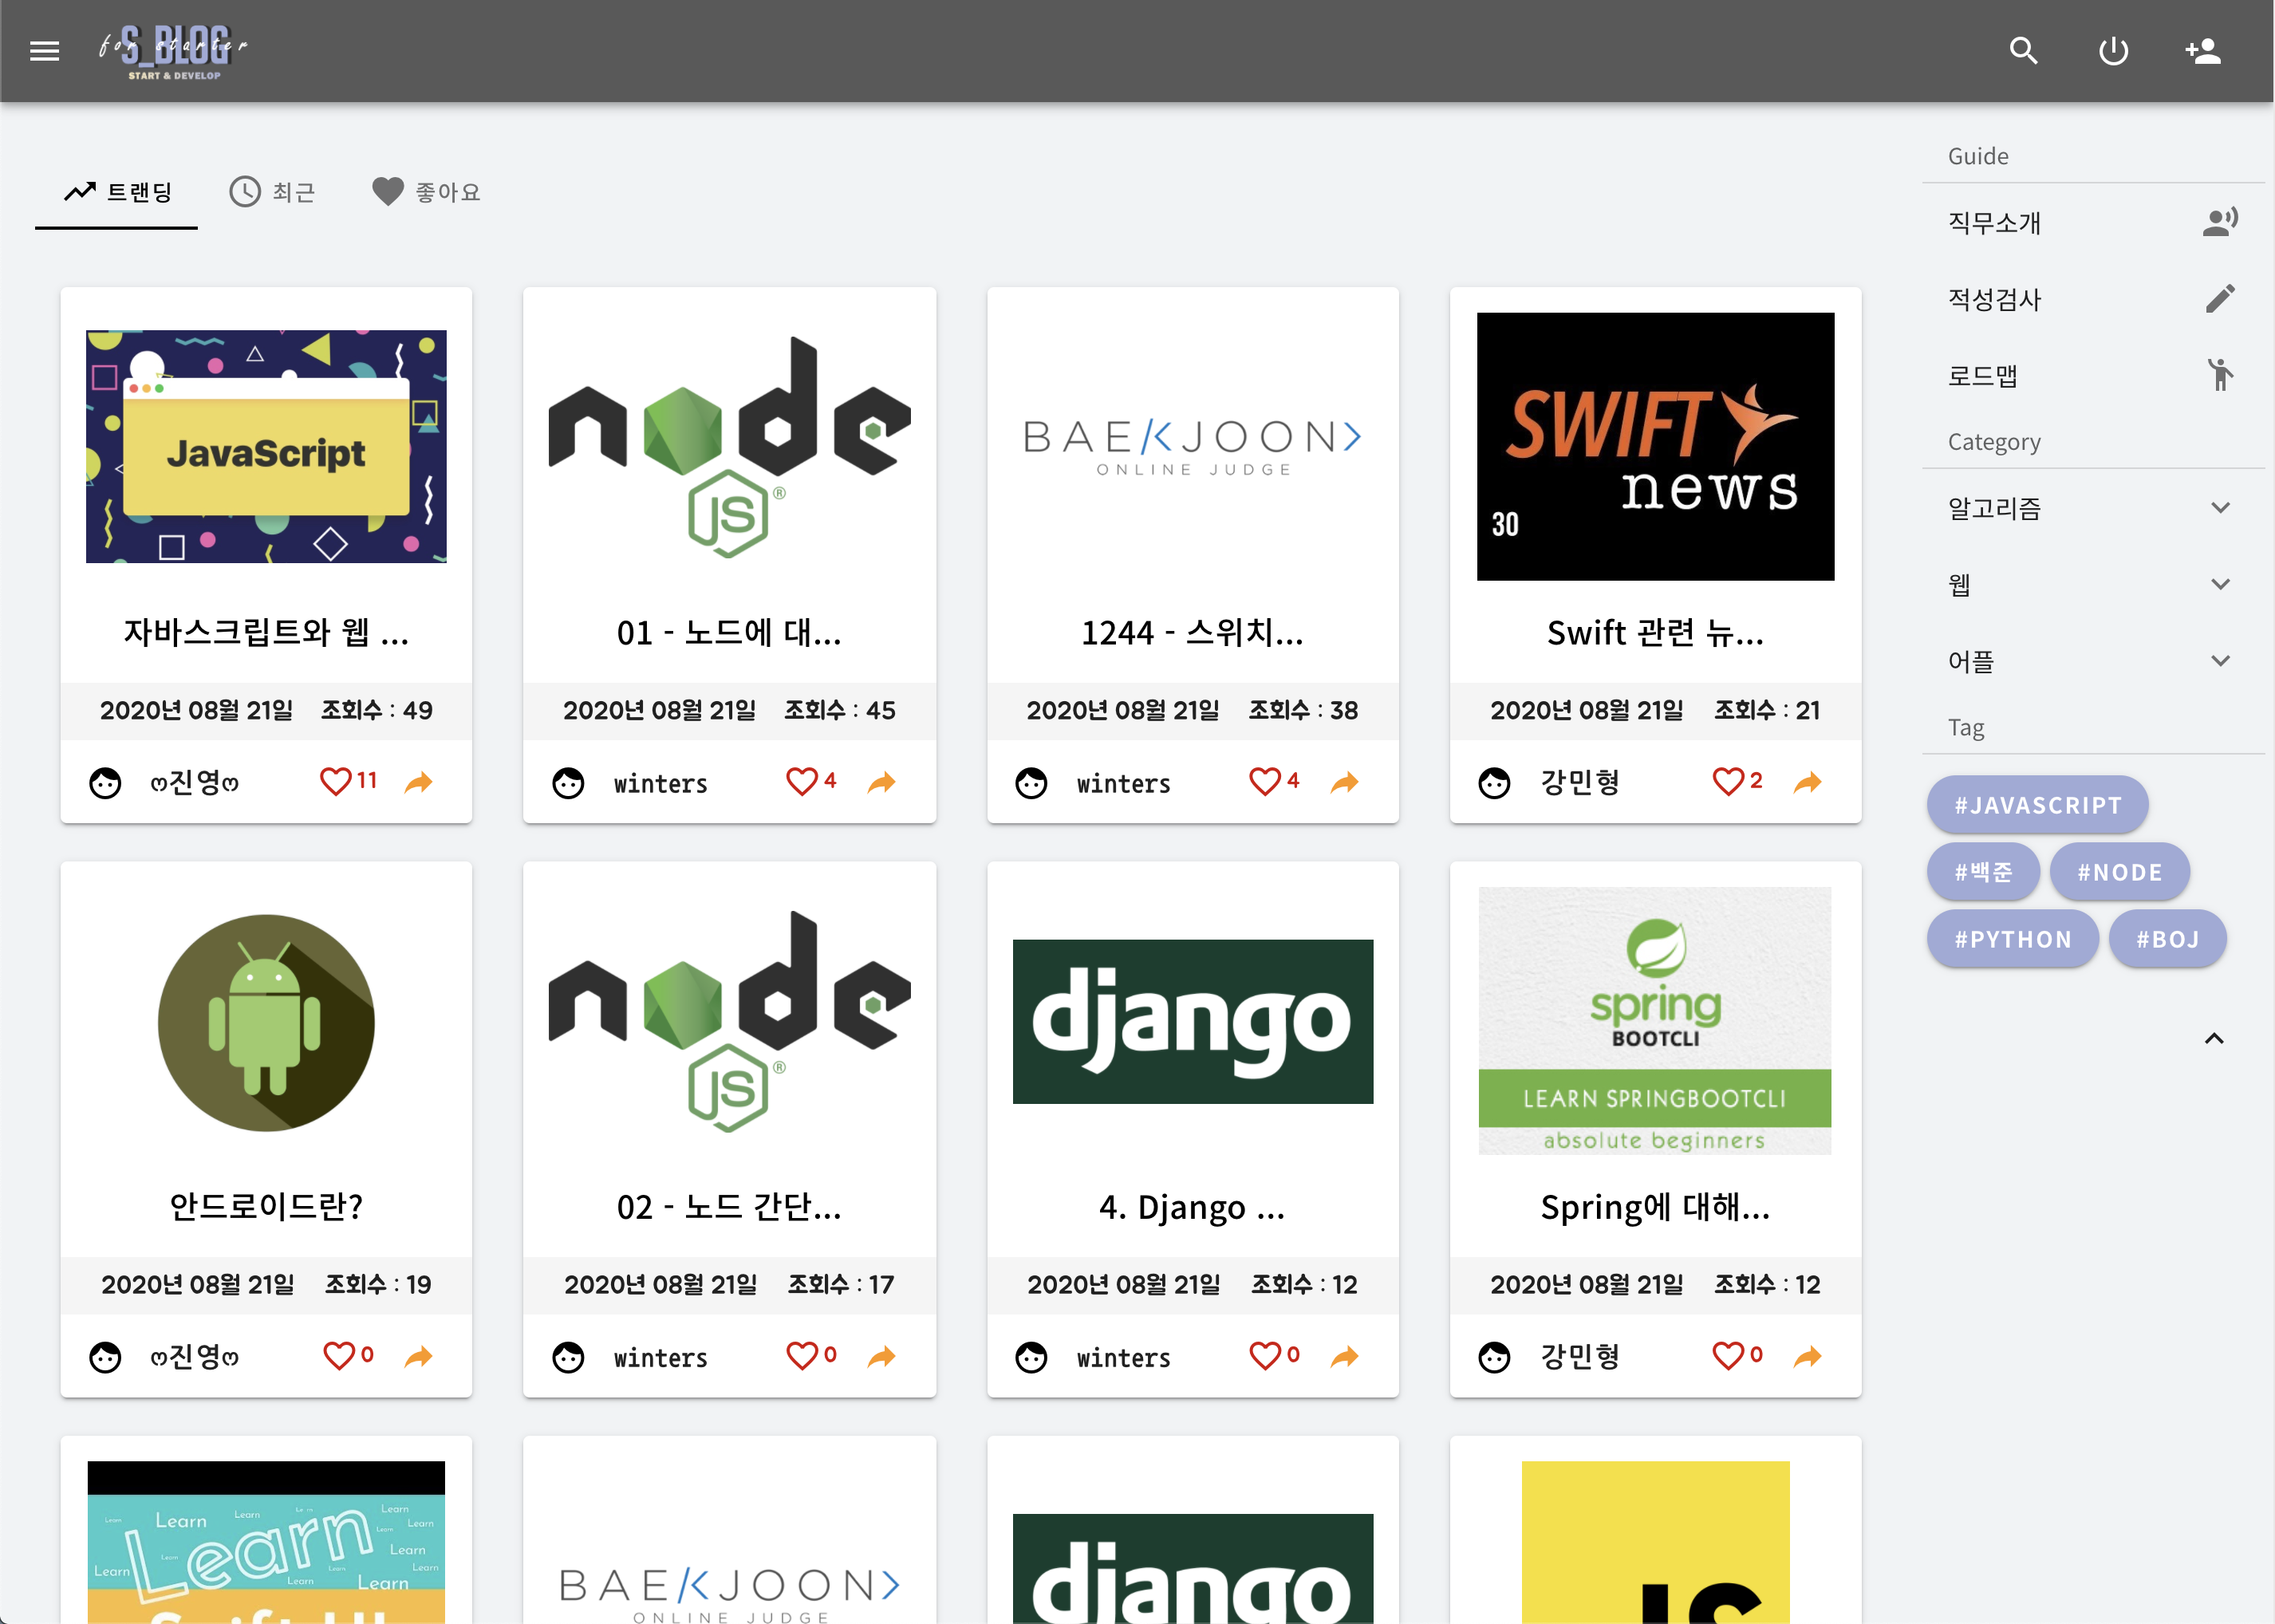 for starter
S_BLOG
START & DEVELOP
트랜딩
최근
좋아요
JavaScript
자바스크립트와 웹 ...
2020년 08월 21일 조회수 : 49
ღ진영ღ 11
node
JS ®
01 - 노드에 대...
2020년 08월 21일 조회수 : 45
winters 4
BAEKJOON>
ONLINE JUDGE
1244 - 스위치...
2020년 08월 21일 조회수 : 38
winters 4
SWIFT
news
30
Swift 관련 뉴...
2020년 08월 21일 조회수 : 21
강민형 2
안드로이드란?
2020년 08월 21일 조회수 : 19
ღ진영ღ 0
node
JS ®
02 - 노드 간단...
2020년 08월 21일 조회수 : 17
winters 0
django
4. Django ...
2020년 08월 21일 조회수 : 12
winters 0
spring
BOOTCLI
LEARN SPRINGBOOTCLI
absolute beginners
Spring에 대해...
2020년 08월 21일 조회수 : 12
강민형 0
Learn Learn Learn
Learn
Learn
Learn
Learn Learn
Learn Learn
Swift UI
BAEKJOON>
ONLINE JUDGE
django
JS
Guide
직무소개
적성검사
로드맵
Category
알고리즘
웹
어플
Tag
#JAVASCRIPT
#백준 #NODE
#PYTHON #BOJ